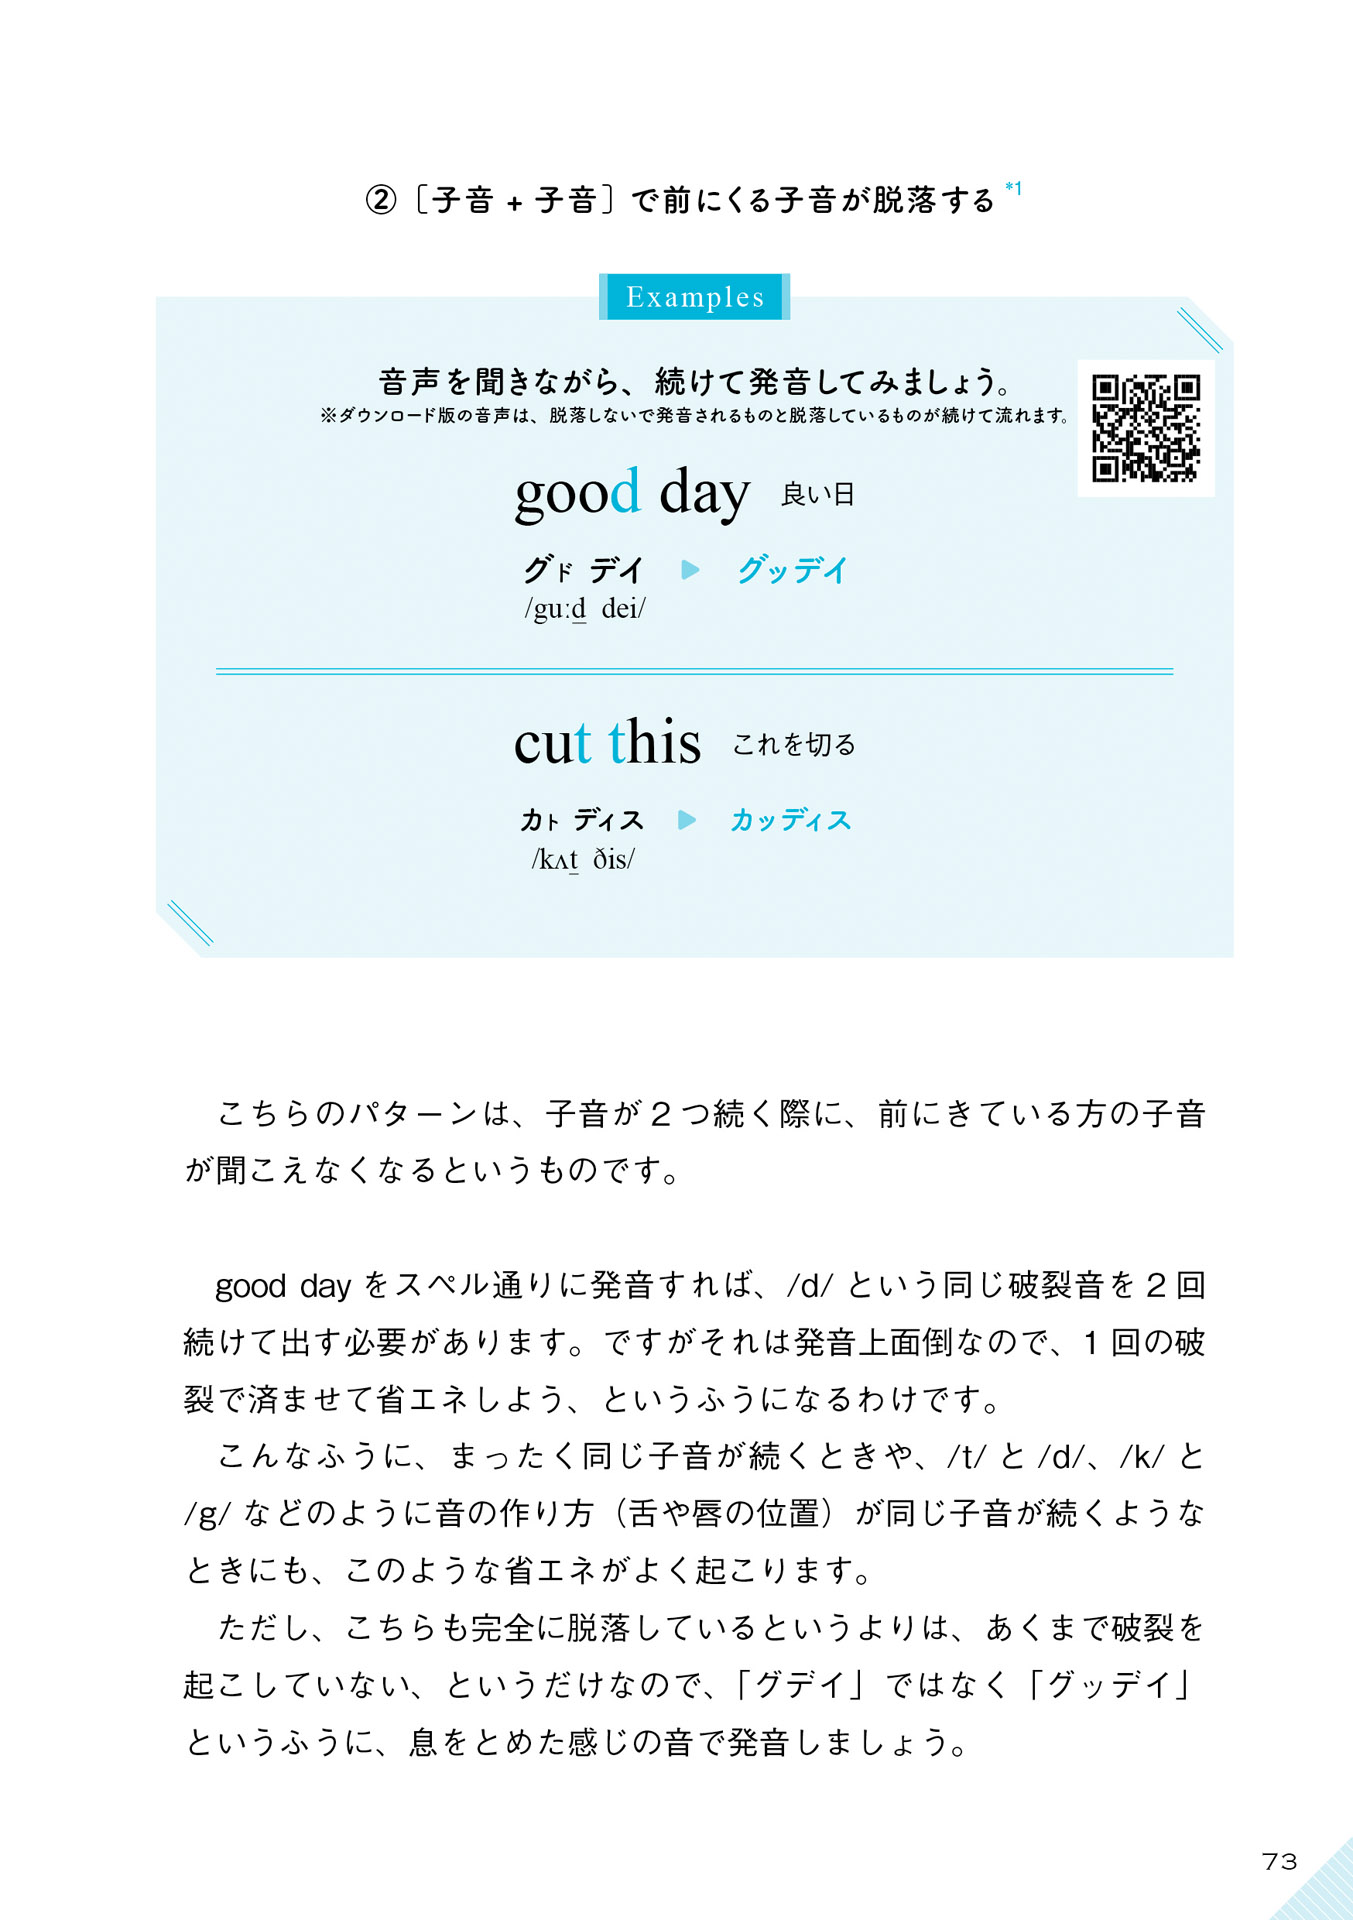 ② ［子音 + 子音］で前にくる子音が脱落する *1
Examples
音声を聞きながら、続けて発音してみましょう。
※ダウンロード版の音声は、脱落しないで発音されるものと脱落しているものが続けて流れます。
good day 良い日
グド デイ ▶ グッデイ
/gu:d dei/
cut this これを切る
カト ディス ▶ カッディス
/kʌt ðis/
こちらのパターンは、子音が 2 つ続く際に、前にきている方の子音
が聞こえなくなるというものです。
good day をスペル通りに発音すれば、/d/ という同じ破裂音を 2 回
続けて出す必要があります。ですがそれは発音上面倒なので、1 回の破
裂で済ませて省エネしよう、というふうになるわけです。
こんなふうに、まったく同じ子音が続くときや、/t/ と /d/、/k/ と
/g/ などのように音の作り方（舌や唇の位置）が同じ子音が続くような
ときにも、このような省エネがよく起こります。
ただし、こちらも完全に脱落しているというよりは、あくまで破裂を
起こしていない、というだけなので、「グデイ」ではなく「グッデイ」
というふうに、息をとめた感じの音で発音しましょう。
73